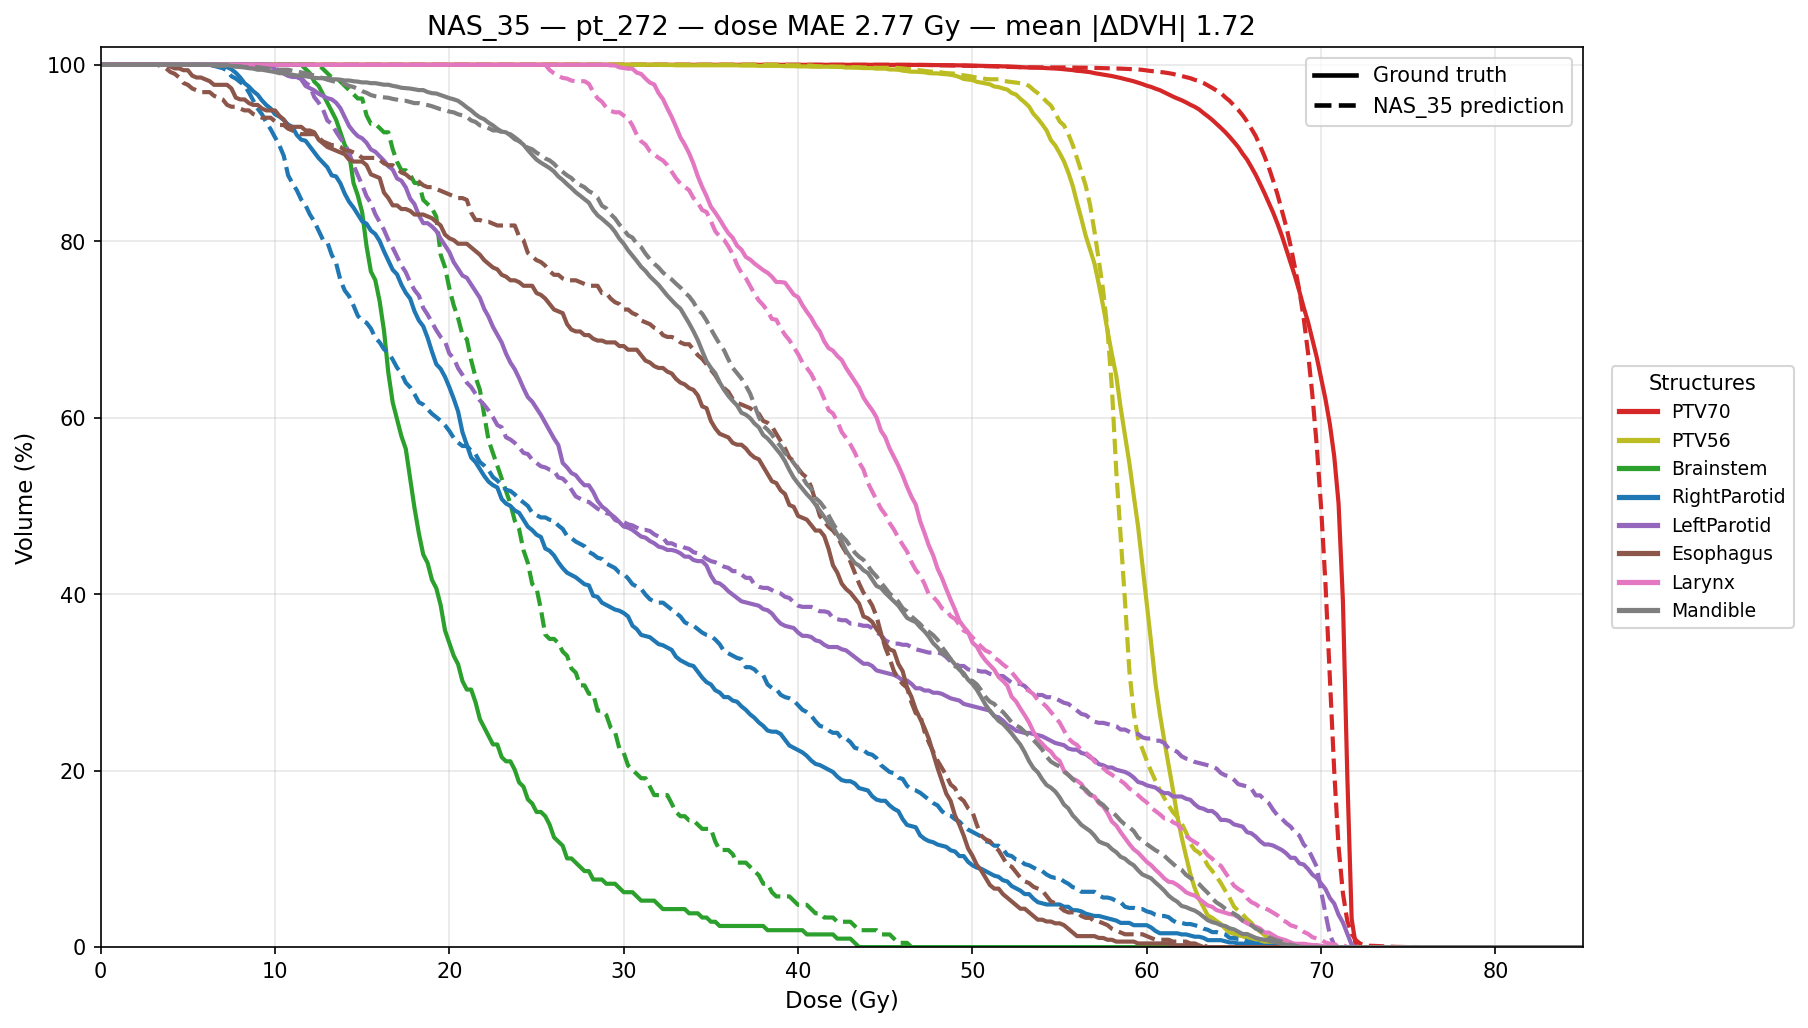 NAS_35 — pt_272 — dose MAE 2.77 Gy — mean |ΔDVH| 1.72
Ground truth
NAS_35 prediction
Structures
PTV70
PTV56
Brainstem
RightParotid
LeftParotid
Esophagus
Larynx
Mandible
Volume (%)
100
80
60
40
20
0
0 10 20 30 40 50 60 70 80
Dose (Gy)